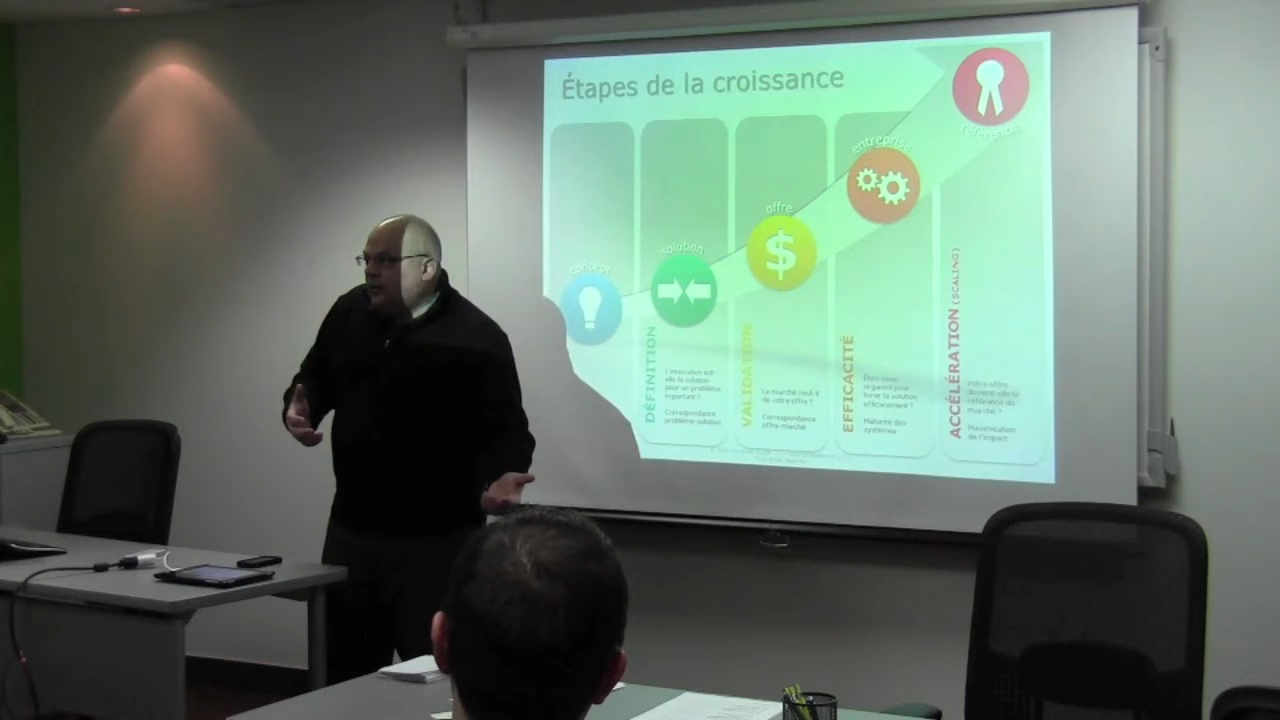 Étapes de la croissance
concept
solution
offre
entreprise
référence
DÉFINITION
L'innovation est-
elle la solution
pour un problème
important ?
Correspondance
problème-solution
VALIDATION
Le marché veut-il
de votre offre ?
Correspondance
offre-marché
EFFICACITÉ
Êtes-vous
organisé pour
livrer la solution
efficacement ?
Maturité des
systèmes
ACCÉLÉRATION (SCALING)
Votre offre
devient-elle la
référence du
marché ?
Maximisation
de l'impact